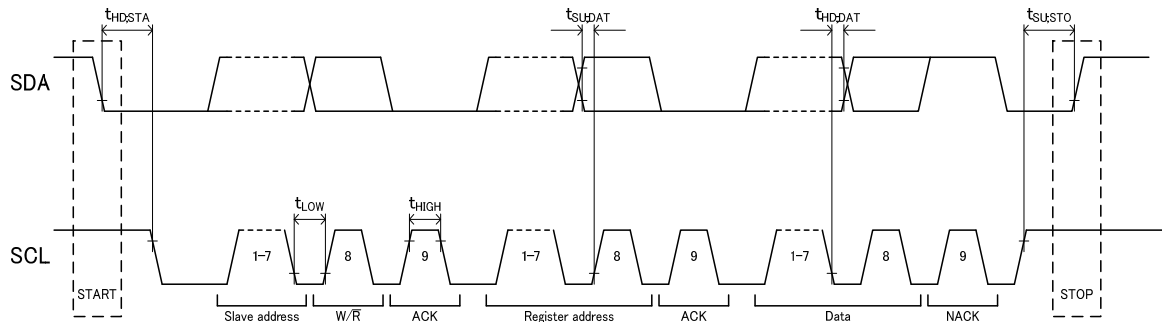 tHD;STA tSU;DAT tHD;DAT tSU;STO
SDA
tLOW tHIGH
SCL 1-7 8 9 1-7 8 9 1-7 8 9
START STOP
Slave address W/R̅ ACK Register address ACK Data NACK